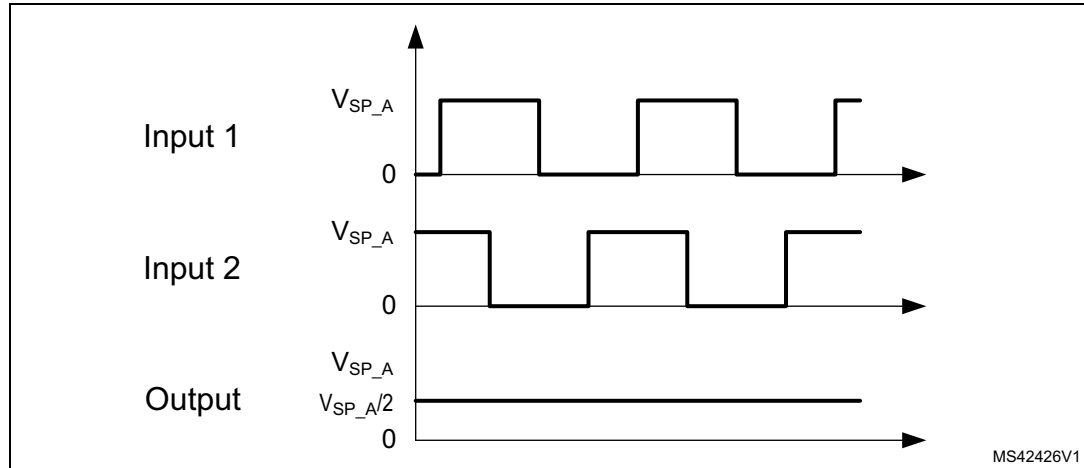 V_SP_A
Input 1
0
V_SP_A
Input 2
0
V_SP_A
Output
V_SP_A/2
0
MS42426V1